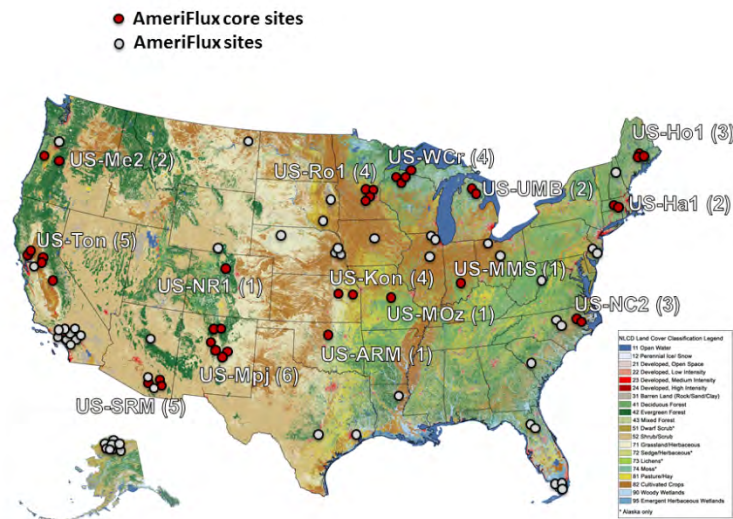 AmeriFlux core sites
AmeriFlux sites
US-Ho1 (3)
US-Me2 (2)
US-WCr (4)
US-Ro1 (4)
US-UMB (2)
US-Ha1 (2)
US-Ton (5)
US-NR1 (1)
US-Kon (4)
US-MMS (1)
US-MOz (1)
US-NC2 (3)
US-ARM (1)
US-Mpj (6)
US-SRM (5)
NLCD Land Cover Classification Legend
11 Open Water
12 Perennial Ice/ Snow
21 Developed, Open Space
22 Developed, Low Intensity
23 Developed, Medium Intensity
24 Developed, High Intensity
31 Barren Land (Rock/Sand/Clay)
41 Deciduous Forest
42 Evergreen Forest
43 Mixed Forest
51 Dwarf Scrub*
52 Shrub/Scrub
71 Grassland/Herbaceous
72 Sedge/Herbaceous*
73 Lichens*
74 Moss*
81 Pasture/Hay
82 Cultivated Crops
90 Woody Wetlands
95 Emergent Herbaceous Wetlands
* Alaska only